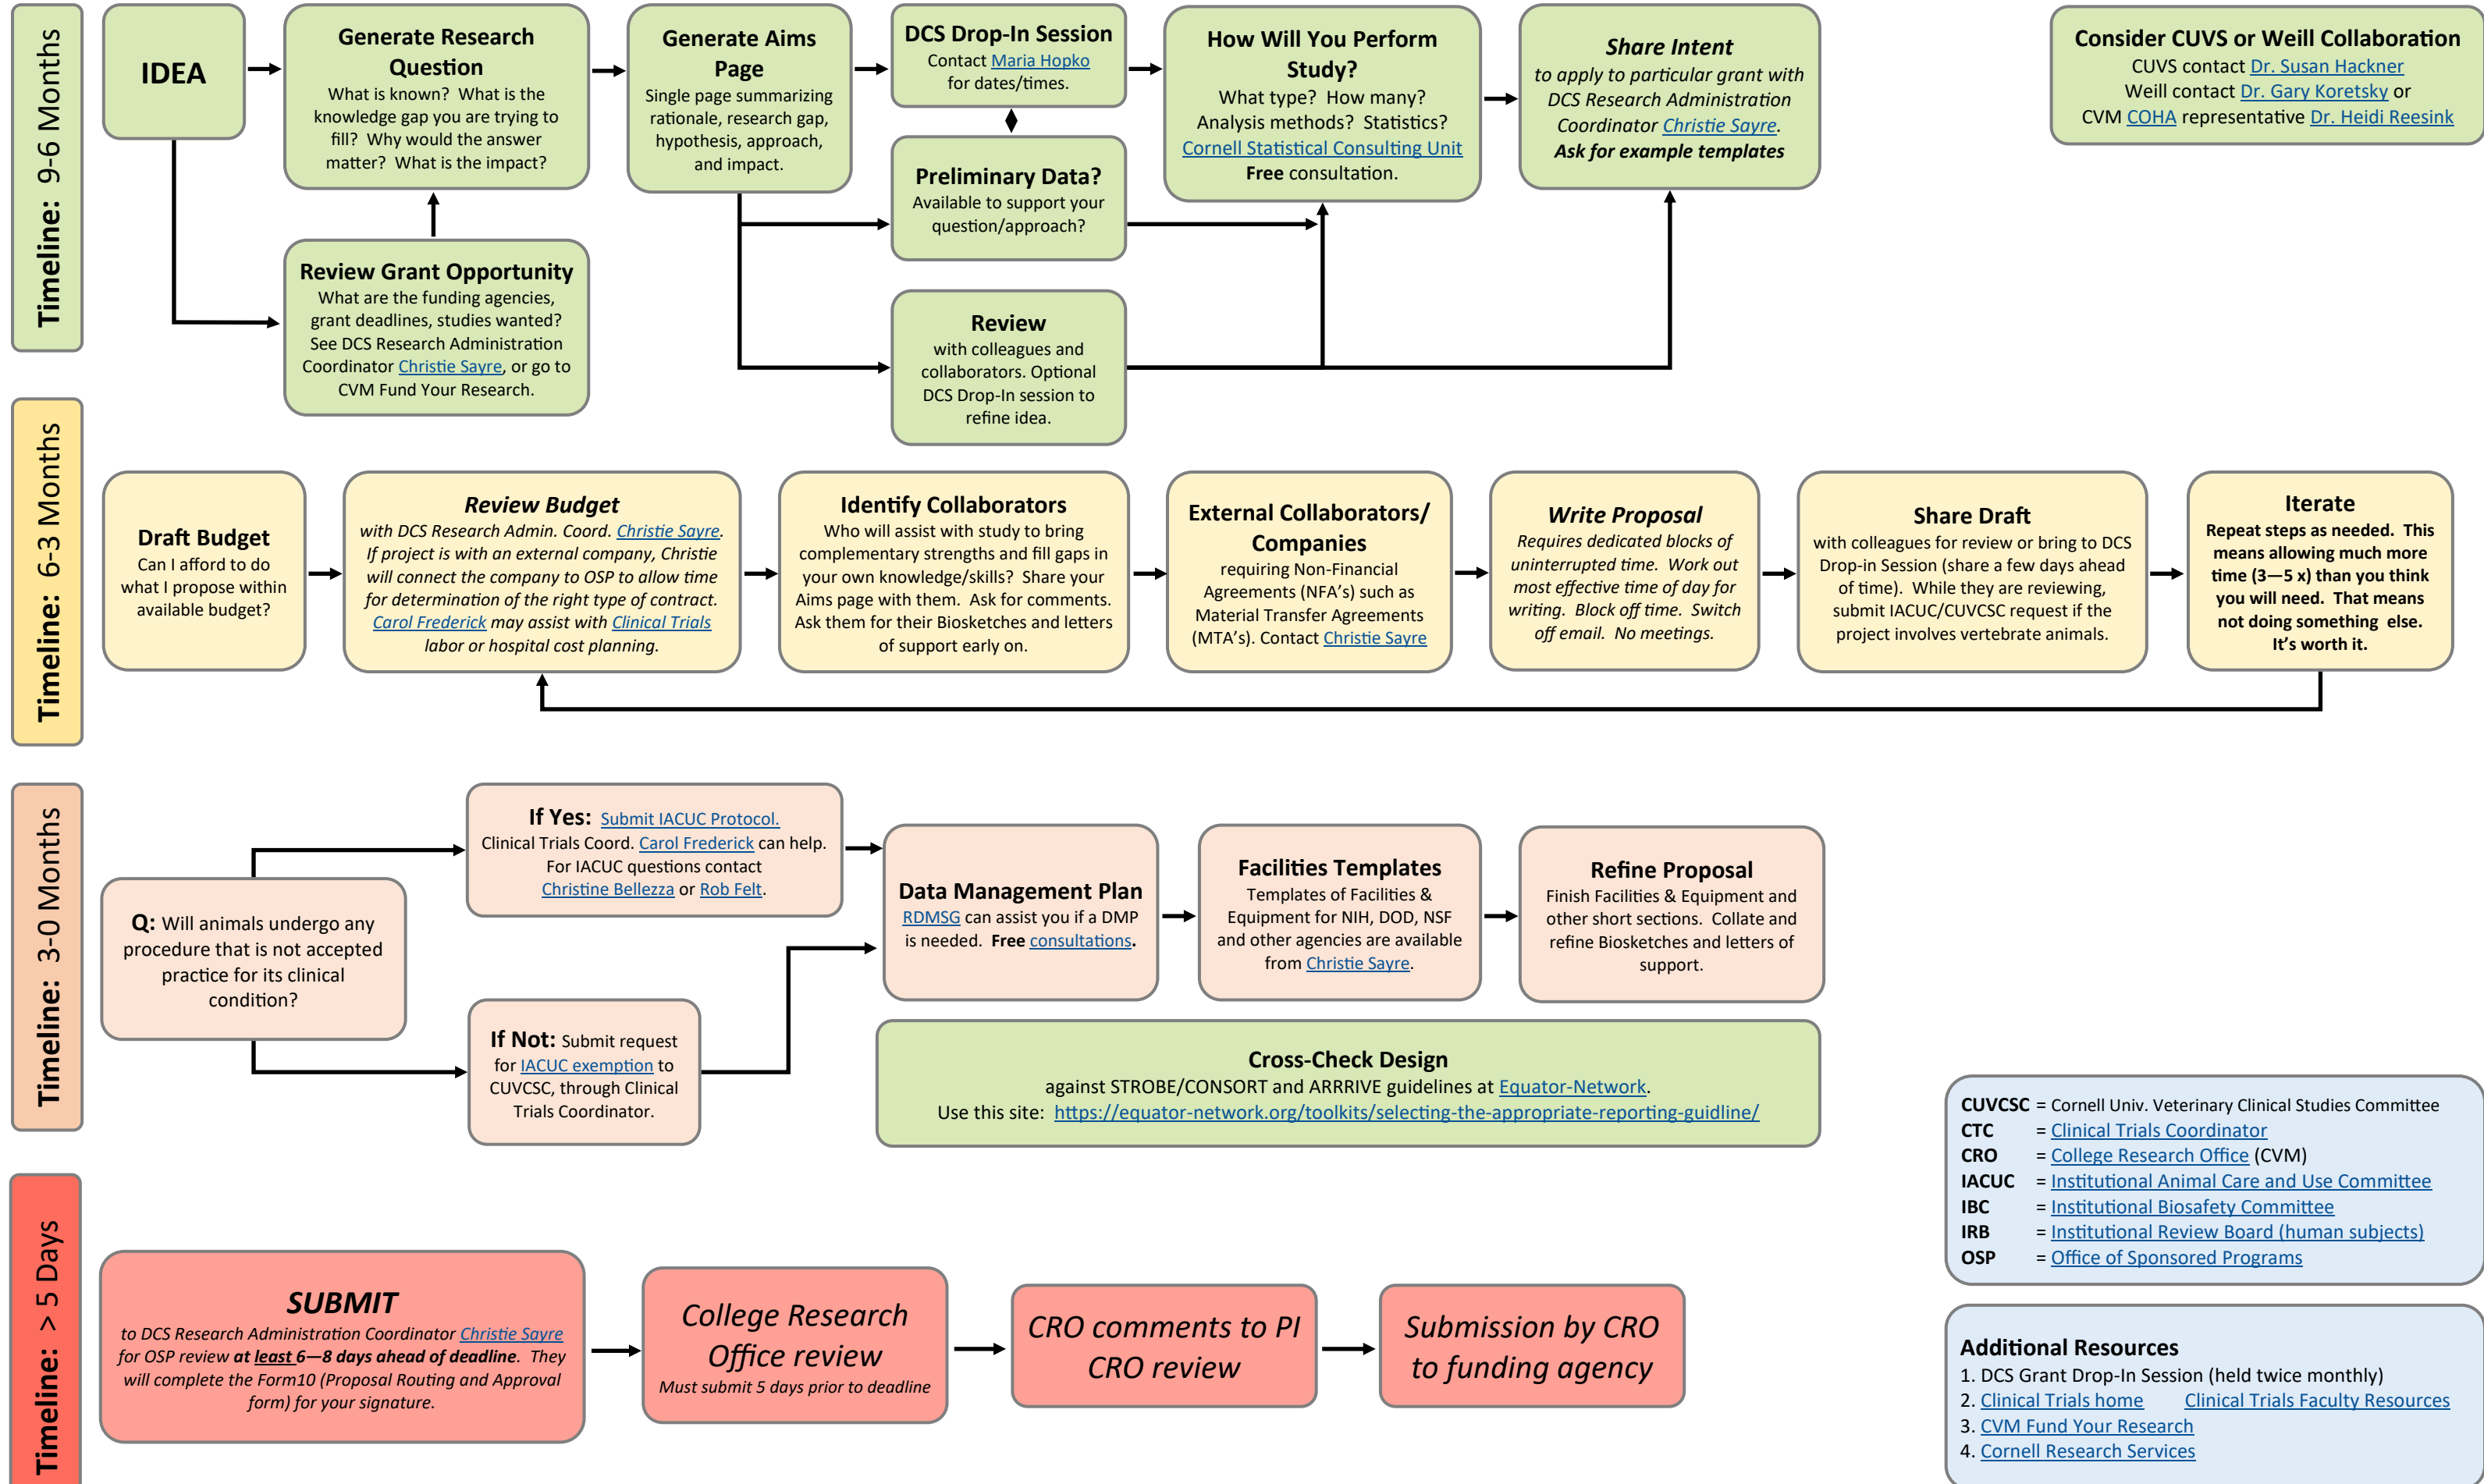 Timeline: 9-6 Months
IDEA
Generate Research
Question
What is known? What is the
knowledge gap you are trying to
fill? Why would the answer
matter? What is the impact?
Review Grant Opportunity
What are the funding agencies,
grant deadlines, studies wanted?
See DCS Research Administration
Coordinator Christie Sayre, or go to
CVM Fund Your Research.
Generate Aims
Page
Single page summarizing
rationale, research gap,
hypothesis, approach,
and impact.
DCS Drop-In Session
Contact Maria Hopko
for dates/times.
Preliminary Data?
Available to support your
question/approach?
Review
with colleagues and
collaborators. Optional
DCS Drop-In session to
refine idea.
How Will You Perform
Study?
What type? How many?
Analysis methods? Statistics?
Cornell Statistical Consulting Unit
Free consultation.
Share Intent
to apply to particular grant with
DCS Research Administration
Coordinator Christie Sayre.
Ask for example templates
Consider CUVS or Weill Collaboration
CUVS contact Dr. Susan Hackner
Weill contact Dr. Gary Koretsky or
CVM COHA representative Dr. Heidi Reesink
Timeline: 6-3 Months
Draft Budget
Can I afford to do
what I propose within
available budget?
Review Budget
with DCS Research Admin. Coord. Christie Sayre.
If project is with an external company, Christie
will connect the company to OSP to allow time
for determination of the right type of contract.
Carol Frederick may assist with Clinical Trials
labor or hospital cost planning.
Identify Collaborators
Who will assist with study to bring
complementary strengths and fill gaps in
your own knowledge/skills? Share your
Aims page with them. Ask for comments.
Ask them for their Biosketches and letters
of support early on.
External Collaborators/
Companies
requiring Non-Financial
Agreements (NFA's) such as
Material Transfer Agreements
(MTA's). Contact Christie Sayre
Write Proposal
Requires dedicated blocks of
uninterrupted time. Work out
most effective time of day for
writing. Block off time. Switch
off email. No meetings.
Share Draft
with colleagues for review or bring to DCS
Drop-in Session (share a few days ahead
of time). While they are reviewing,
submit IACUC/CUVCSC request if the
project involves vertebrate animals.
Iterate
Repeat steps as needed. This
means allowing much more
time (3—5 x) than you think
you will need. That means
not doing something else.
It's worth it.
Timeline: 3-0 Months
Q: Will animals undergo any
procedure that is not accepted
practice for its clinical
condition?
If Yes: Submit IACUC Protocol.
Clinical Trials Coord. Carol Frederick can help.
For IACUC questions contact
Christine Bellezza or Rob Felt.
If Not: Submit request
for IACUC exemption to
CUVCSC, through Clinical
Trials Coordinator.
Data Management Plan
RDMSG can assist you if a DMP
is needed. Free consultations.
Facilities Templates
Templates of Facilities &
Equipment for NIH, DOD, NSF
and other agencies are available
from Christie Sayre.
Refine Proposal
Finish Facilities & Equipment and
other short sections. Collate and
refine Biosketches and letters of
support.
Cross-Check Design
against STROBE/CONSORT and ARRRIVE guidelines at Equator-Network.
Use this site: https://equator-network.org/toolkits/selecting-the-appropriate-reporting-guidline/
Timeline: > 5 Days
SUBMIT
to DCS Research Administration Coordinator Christie Sayre
for OSP review at least 6—8 days ahead of deadline. They
will complete the Form10 (Proposal Routing and Approval
form) for your signature.
College Research
Office review
Must submit 5 days prior to deadline
CRO comments to PI
CRO review
Submission by CRO
to funding agency
CUVCSC = Cornell Univ. Veterinary Clinical Studies Committee
CTC = Clinical Trials Coordinator
CRO = College Research Office (CVM)
IACUC = Institutional Animal Care and Use Committee
IBC = Institutional Biosafety Committee
IRB = Institutional Review Board (human subjects)
OSP = Office of Sponsored Programs
Additional Resources
1. DCS Grant Drop-In Session (held twice monthly)
2. Clinical Trials home Clinical Trials Faculty Resources
3. CVM Fund Your Research
4. Cornell Research Services